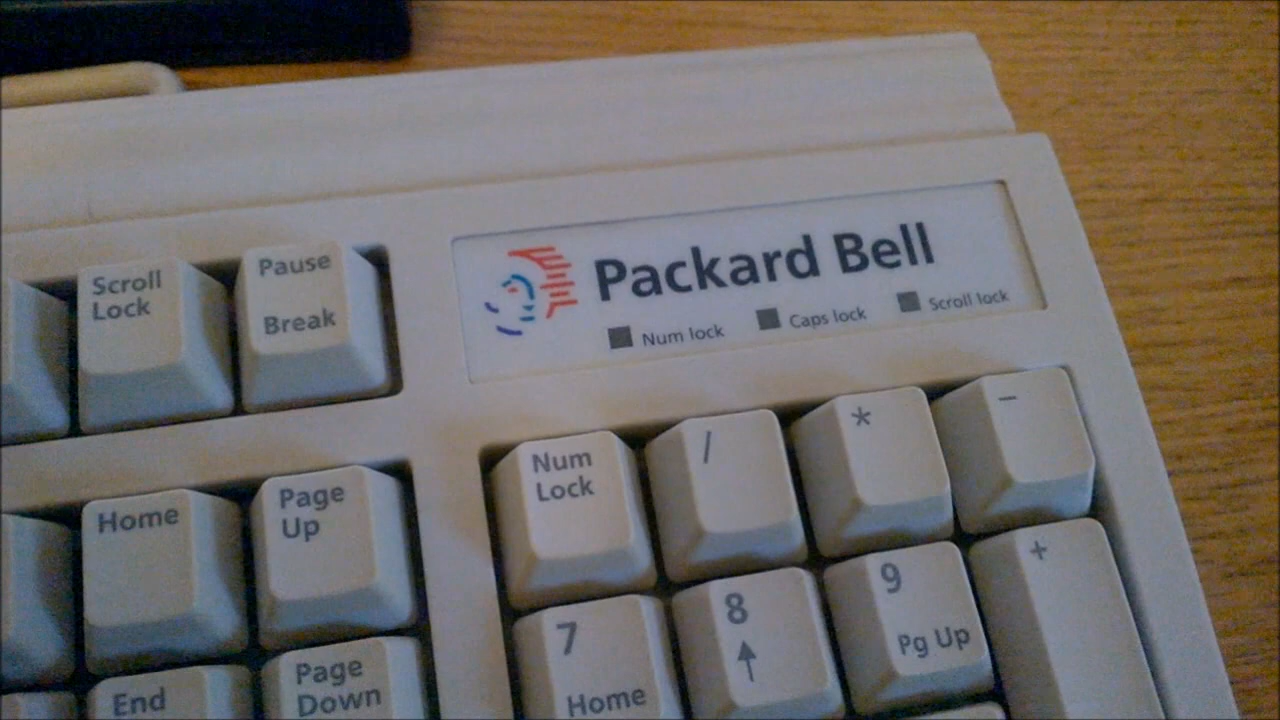 Packard Bell
Num lock
Caps lock
Scroll lock
Scroll
Lock
Pause
Break
Num
Lock
/
*
−
Home
Page
Up
7
Home
8
↑
9
Pg Up
+
End
Page
Down